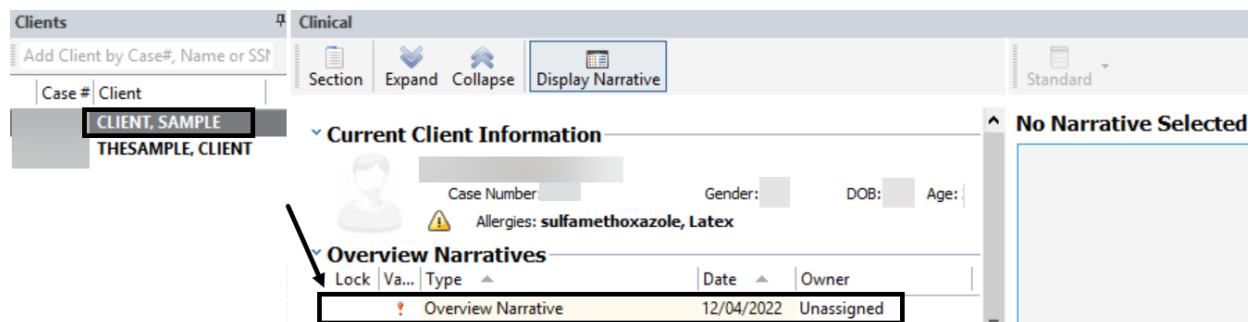 Clients
Clinical
Add Client by Case#, Name or SSN
Section
Expand
Collapse
Display Narrative
Standard
Case #
Client
CLIENT, SAMPLE
THESAMPLE, CLIENT
Current Client Information
No Narrative Selected
Case Number:
Gender:
DOB:
Age:
Allergies: sulfamethoxazole, Latex
Overview Narratives
Lock
Va...
Type
Date
Owner
Overview Narrative
12/04/2022
Unassigned